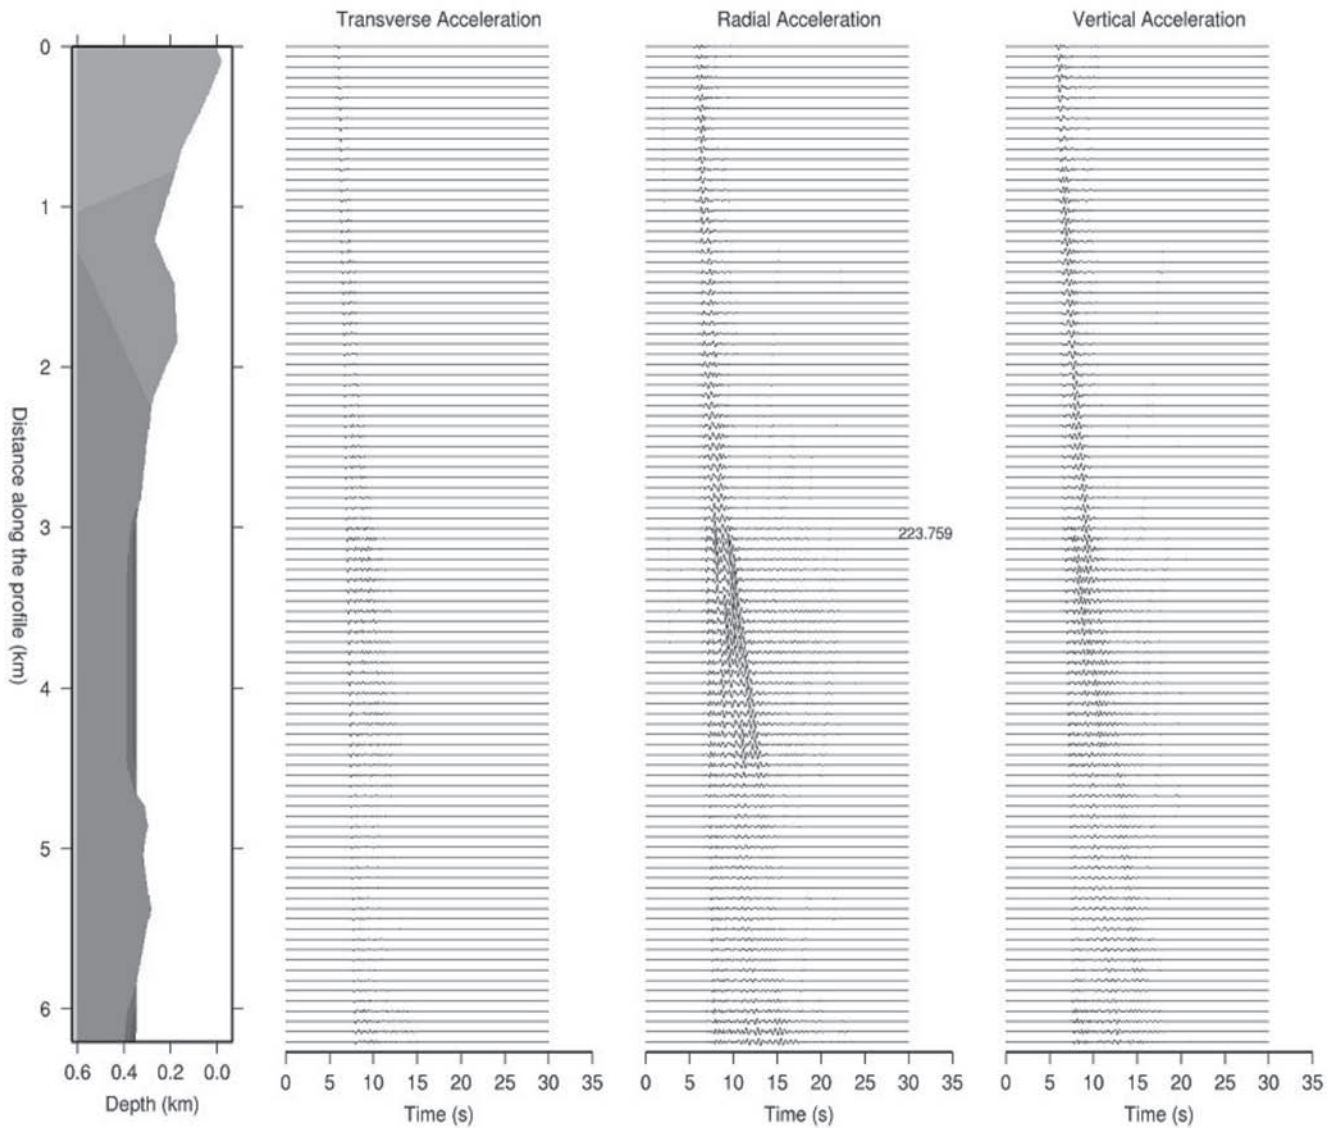 Transverse Acceleration
Radial Acceleration
Vertical Acceleration
0
1
2
3
4
5
6
Distance along the profile (km)
223.759
0.6 0.4 0.2 0.0
Depth (km)
0 5 10 15 20 25 30 35
Time (s)
0 5 10 15 20 25 30 35
Time (s)
0 5 10 15 20 25 30 35
Time (s)